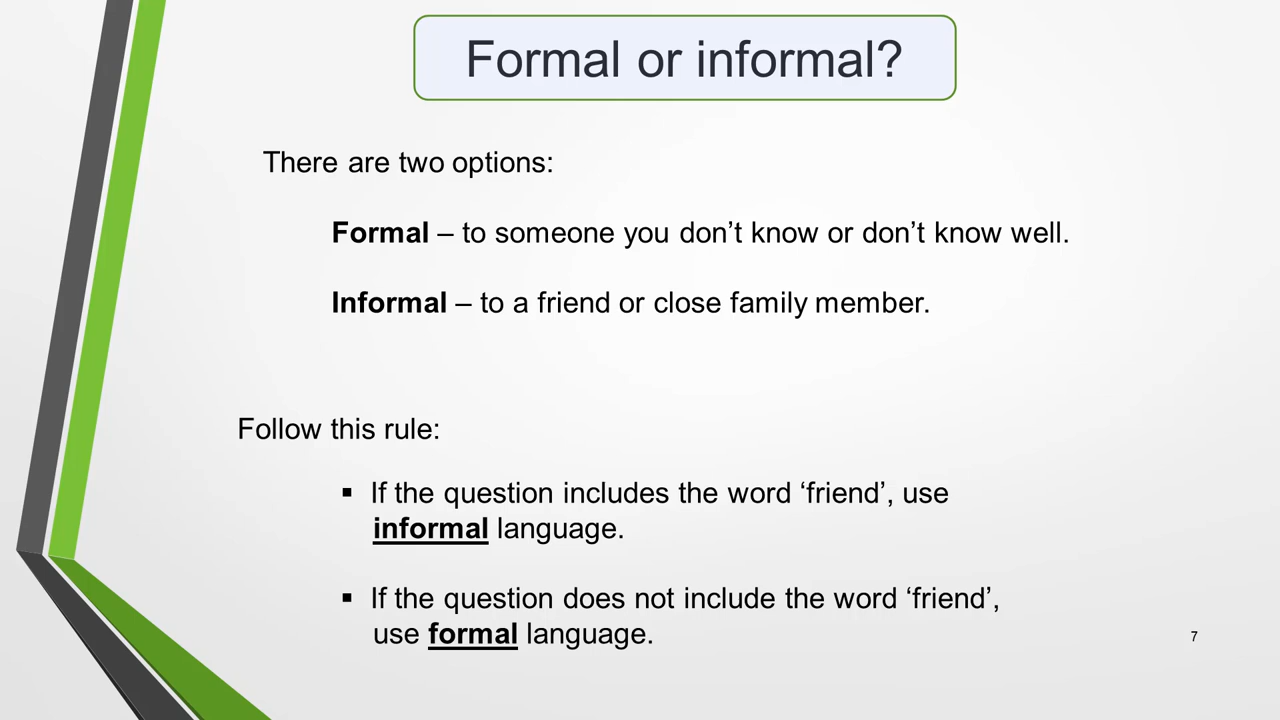 Formal or informal?
There are two options:
Formal – to someone you don’t know or don’t know well.
Informal – to a friend or close family member.
Follow this rule:
▪ If the question includes the word ‘friend’, use
informal language.
▪ If the question does not include the word ‘friend’,
use formal language.
7